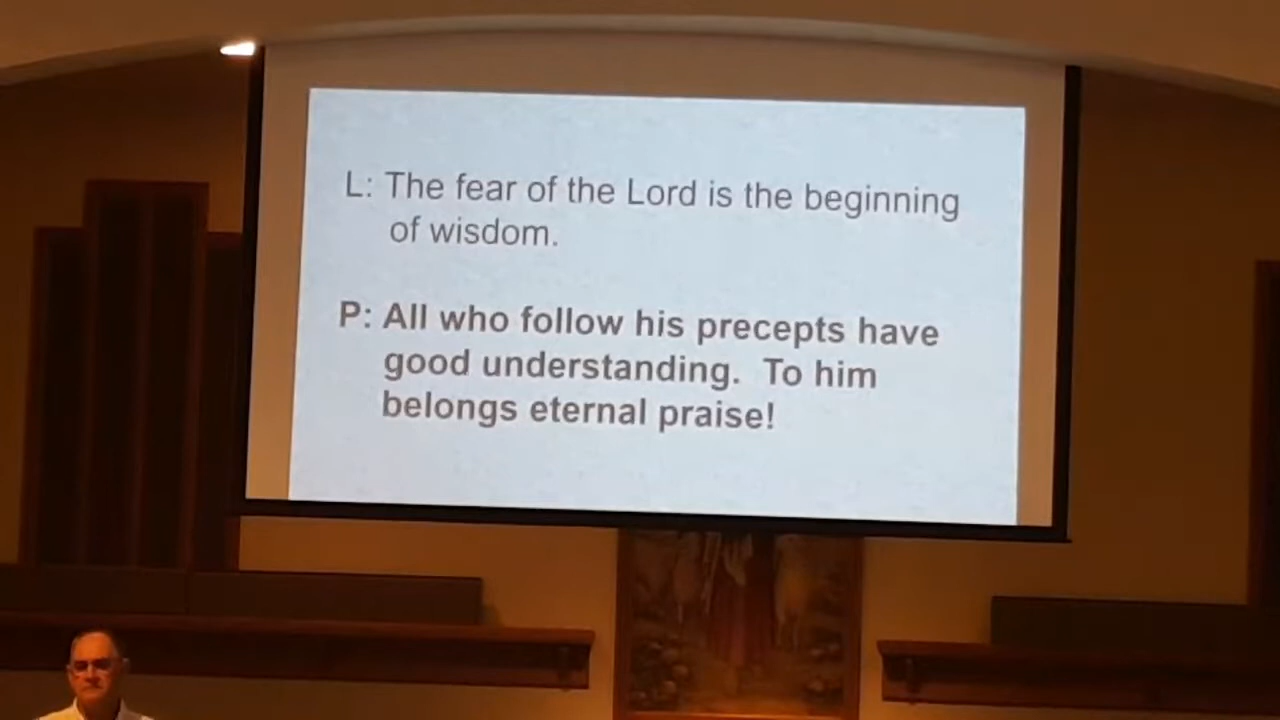 L: The fear of the Lord is the beginning
of wisdom.
P: All who follow his precepts have
good understanding. To him
belongs eternal praise!